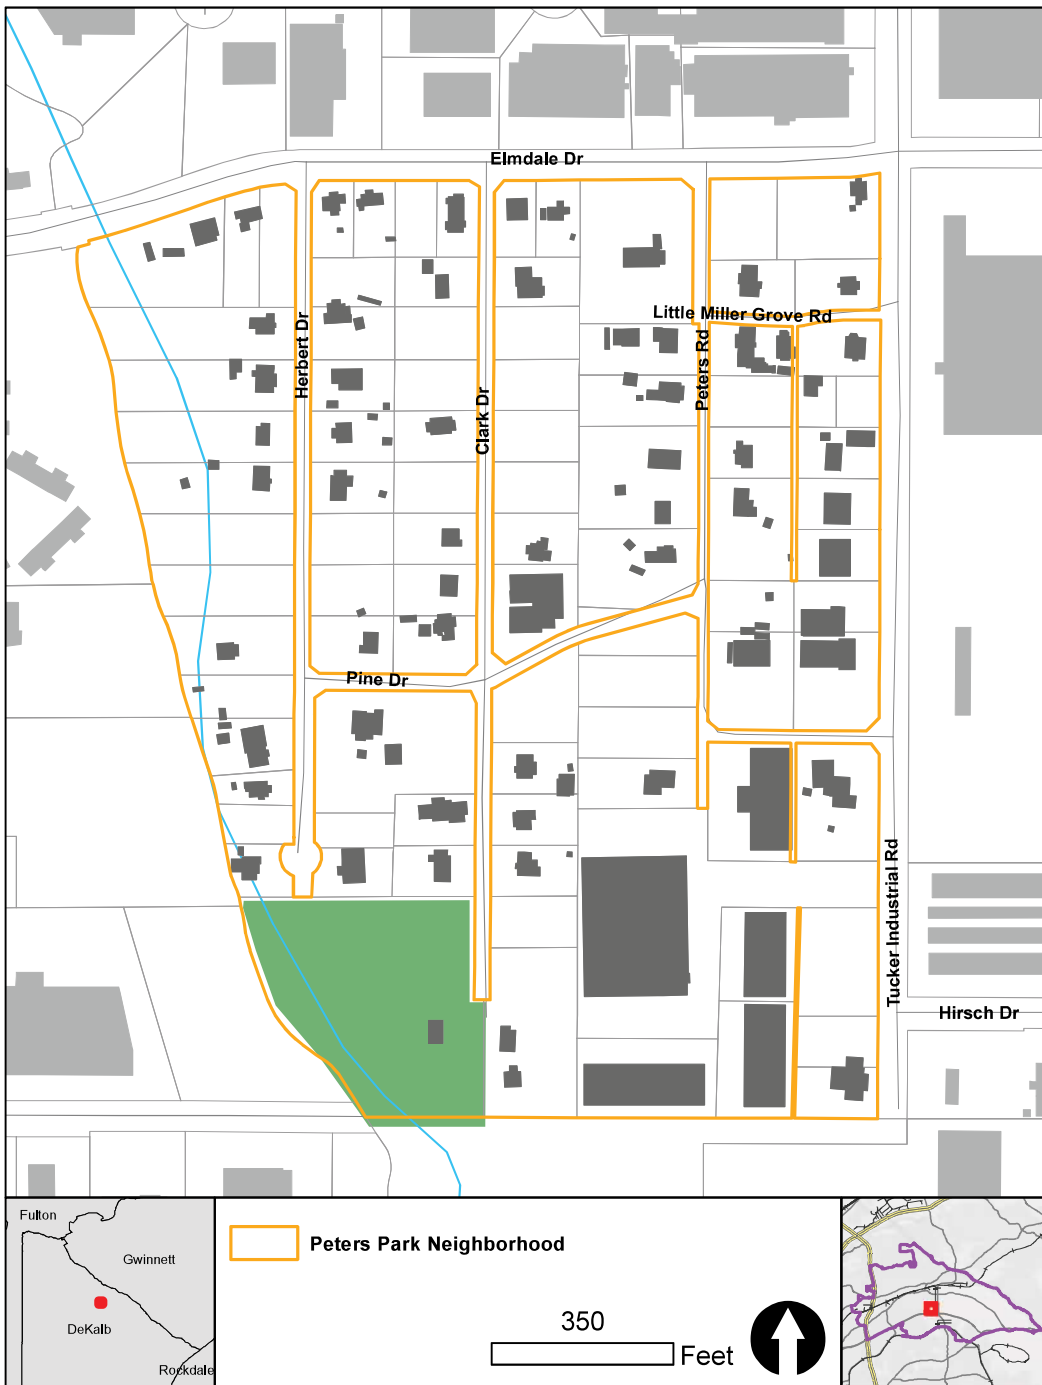 Elmdale Dr
Little Miller Grove Rd
Herbert Dr
Peters Rd
Clark Dr
Pine Dr
Tucker Industrial Rd
Hirsch Dr
Fulton
Gwinnett
DeKalb
Rockdale
Peters Park Neighborhood
350
Feet